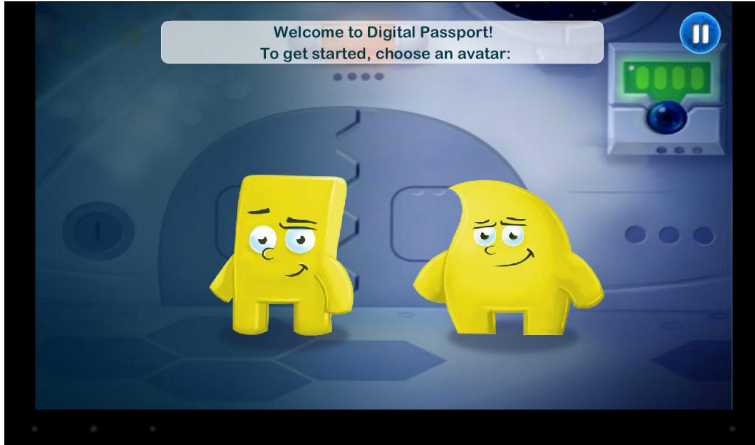 Welcome to Digital Passport!
To get started, choose an avatar: